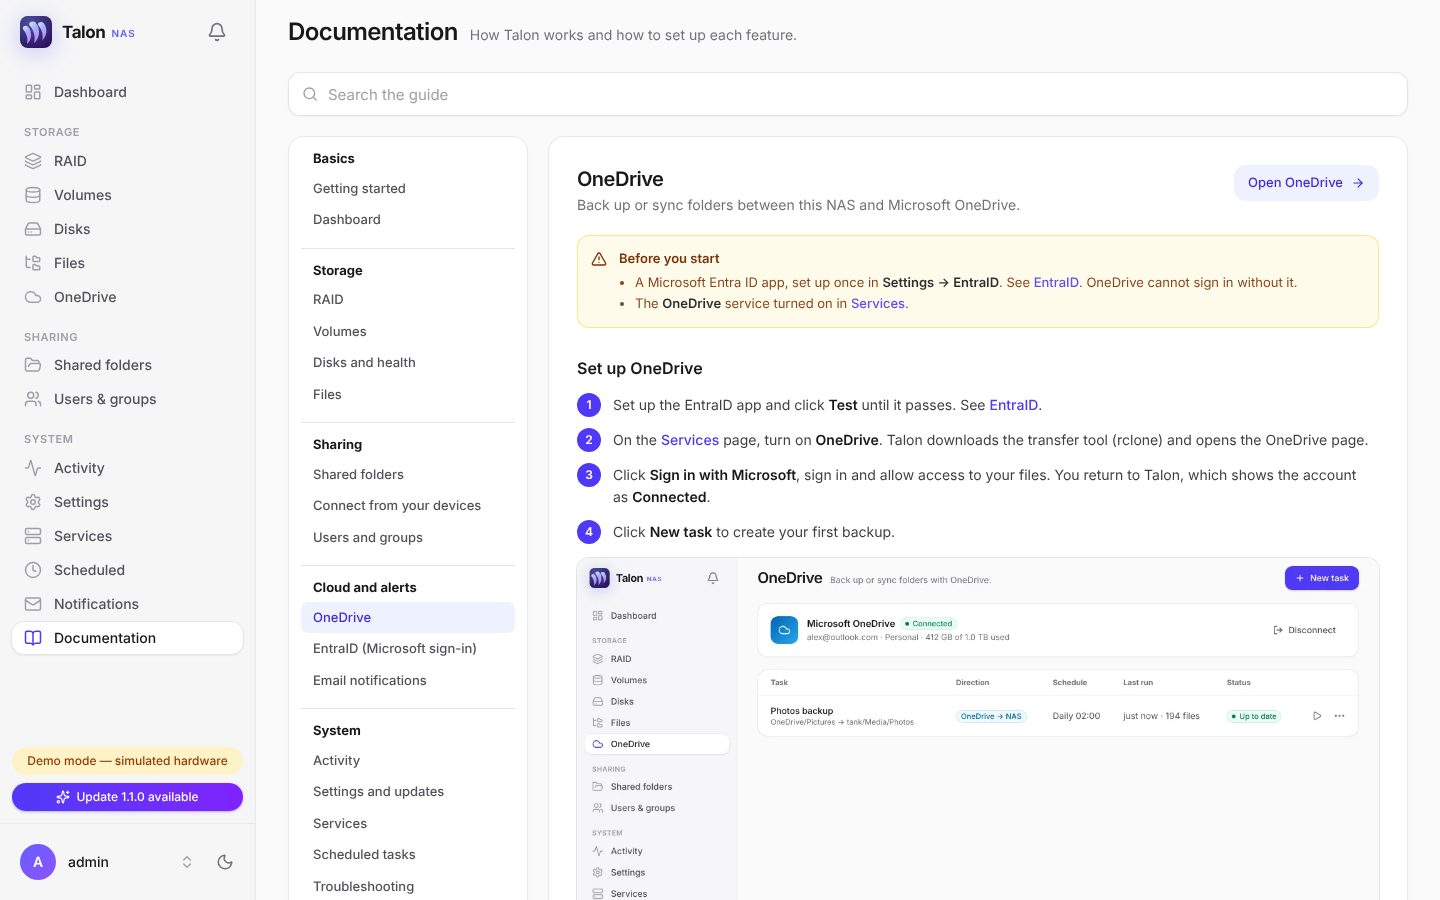 Talon NAS
Dashboard
STORAGE
RAID
Volumes
Disks
Files
OneDrive
SHARING
Shared folders
Users & groups
SYSTEM
Activity
Settings
Services
Scheduled
Notifications
Documentation
Demo mode — simulated hardware
Update 1.1.0 available
A
admin
Documentation How Talon works and how to set up each feature.
Search the guide
Basics
Getting started
Dashboard
Storage
RAID
Volumes
Disks and health
Files
Sharing
Shared folders
Connect from your devices
Users and groups
Cloud and alerts
OneDrive
EntraID (Microsoft sign-in)
Email notifications
System
Activity
Settings and updates
Services
Scheduled tasks
Troubleshooting
OneDrive
Back up or sync folders between this NAS and Microsoft OneDrive.
Open OneDrive →
Before you start
• A Microsoft Entra ID app, set up once in Settings → EntraID. See EntraID. OneDrive cannot sign in without it.
• The OneDrive service turned on in Services.
Set up OneDrive
1 Set up the EntraID app and click Test until it passes. See EntraID.
2 On the Services page, turn on OneDrive. Talon downloads the transfer tool (rclone) and opens the OneDrive page.
3 Click Sign in with Microsoft, sign in and allow access to your files. You return to Talon, which shows the account
as Connected.
4 Click New task to create your first backup.
Talon NAS
Dashboard
STORAGE
RAID
Volumes
Disks
Files
OneDrive
SHARING
Shared folders
Users & groups
SYSTEM
Activity
Settings
Services
OneDrive Back up or sync folders with OneDrive.
+ New task
Microsoft OneDrive • Connected
alex@outlook.com · Personal · 412 GB of 1.0 TB used
Disconnect
Task Direction Schedule Last run Status
Photos backup
OneDrive/Pictures → tank/Media/Photos
OneDrive → NAS
Daily 02:00
just now · 194 files
• Up to date